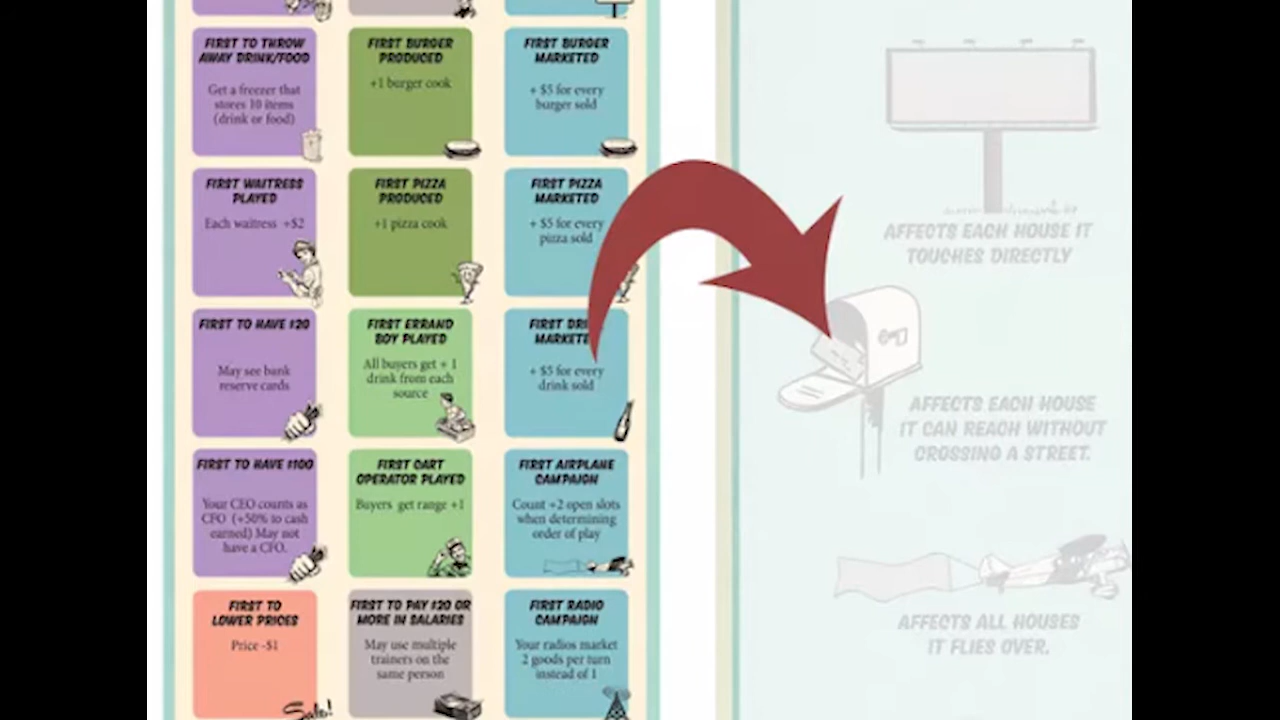 FIRST TO THROW
AWAY DRINK/FOOD
Get a freezer that
stores 10 items
(drink or food)
FIRST BURGER
PRODUCED
+1 burger cook
FIRST BURGER
MARKETED
+ $5 for every
burger sold
FIRST WAITRESS
PLAYED
Each waitress +$2
FIRST PIZZA
PRODUCED
+1 pizza cook
FIRST PIZZA
MARKETED
+ $5 for every
pizza sold
FIRST TO HAVE $20
May see bank
reserve cards
FIRST ERRAND
BOY PLAYED
All buyers get + 1
drink from each
source
FIRST
MARKETE
+ $5 for every
drink sold
FIRST TO HAVE $100
Your CEO counts as
CFO (+50% to cash
earned) May not
have a CFO.
FIRST CART
OPERATOR PLAYED
Buyers get range +1
FIRST AIRPLANE
CAMPAIGN
Count +2 open slots
when determining
order of play
FIRST TO
LOWER PRICES
Price -$1
Sale!
FIRST TO PAY $20 OR
MORE IN SALARIES
May use multiple
trainers on the
same person
FIRST RADIO
CAMPAIGN
Your radios market
2 goods per turn
instead of 1
AFFECTS EACH HOUSE IT
TOUCHES DIRECTLY
AFFECTS EACH HOUSE
IT CAN REACH WITHOUT
CROSSING A STREET.
AFFECTS ALL HOUSES
IT FLIES OVER.